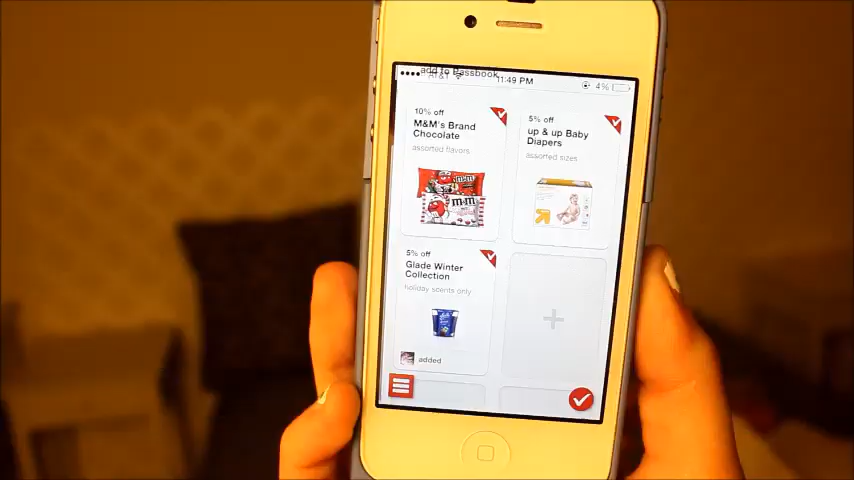 add to Passbook
AT&T
11:49 PM
4%
10% off
M&M's Brand
Chocolate
assorted flavors
5% off
up & up Baby
Diapers
assorted sizes
m&m
m&m
5% off
Glade Winter
Collection
holiday scents only
added